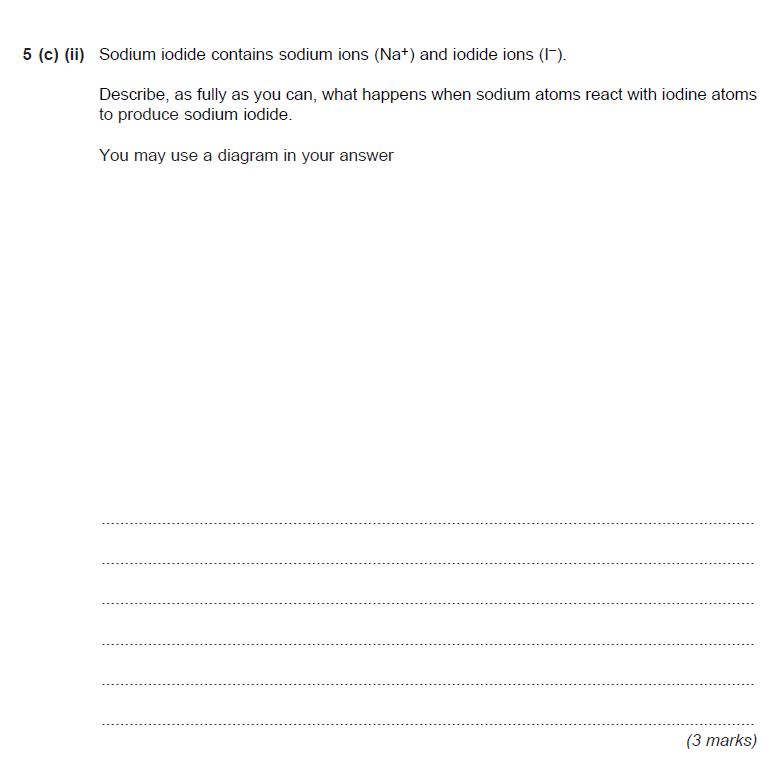 5 (c) (ii) Sodium iodide contains sodium ions (Na⁺) and iodide ions (I⁻).
Describe, as fully as you can, what happens when sodium atoms react with iodine atoms
to produce sodium iodide.
You may use a diagram in your answer
(3 marks)